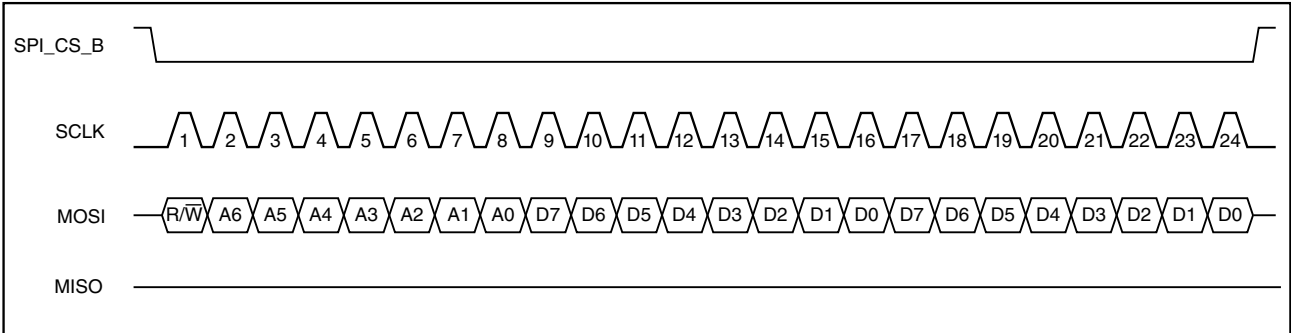 SPI_CS_B
SCLK 1 2 3 4 5 6 7 8 9 10 11 12 13 14 15 16 17 18 19 20 21 22 23 24
MOSI R/W̅ A6 A5 A4 A3 A2 A1 A0 D7 D6 D5 D4 D3 D2 D1 D0 D7 D6 D5 D4 D3 D2 D1 D0
MISO